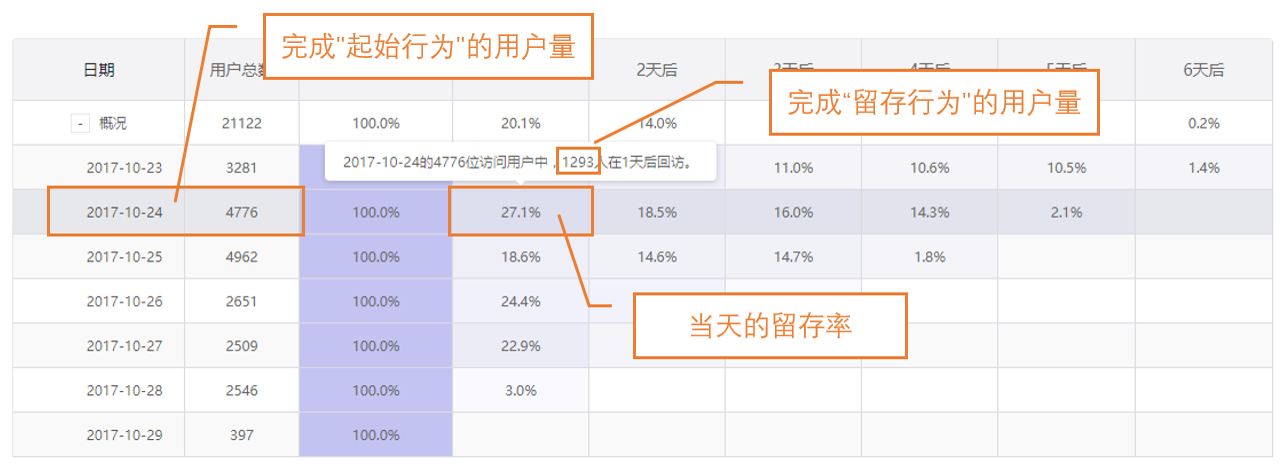 完成"起始行为"的用户量
日期 用户总数 2天后 3天后 4天后 5天后 6天后
完成“留存行为"的用户量
- 概况 21122 100.0% 20.1% 14.0% 0.2%
2017-10-24的4776位访问用户中，1293人在1天后回访。
2017-10-23 3281 11.0% 10.6% 10.5% 1.4%
2017-10-24 4776 100.0% 27.1% 18.5% 16.0% 14.3% 2.1%
2017-10-25 4962 100.0% 18.6% 14.6% 14.7% 1.8%
2017-10-26 2651 100.0% 24.4%
当天的留存率
2017-10-27 2509 100.0% 22.9%
2017-10-28 2546 100.0% 3.0%
2017-10-29 397 100.0%